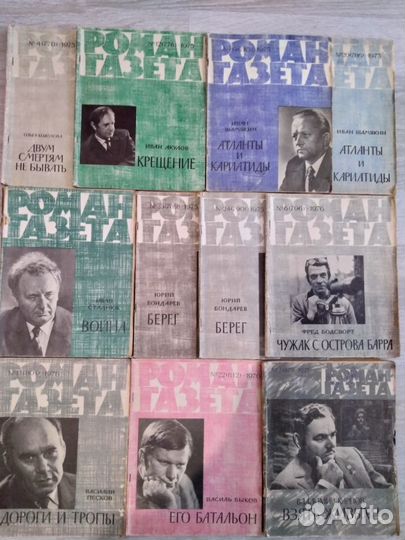 РОМАН
ГАЗЕТА
ДВУМ
СМЕРТЯМ
НЕ БЫВАТЬ
РОМАН
ГАЗЕТА
ИВАН АКУЛОВ
КРЕЩЕНИЕ
РОМАН
ГАЗЕТА
ИВАН
ШАМЯКИН
АТЛАНТЫ
И
КАРИАТИДЫ
ИВАН ШАМЯКИН
АТЛАНТЫ
И
КАРИАТИДЫ
РОМАН
ГАЗЕТА
ИВАН
СТАДНЮК
ВОЙНА
ЮРИЙ
БОНДАРЕВ
БЕРЕГ
ЮРИЙ
БОНДАРЕВ
БЕРЕГ
РОМАН
ГАЗЕТА
ФРЕД БОДСВОРТ
ЧУЖАК С ОСТРОВА БАРРА
РОМАН
ГАЗЕТА
ВАСИЛИЙ
ПЕСКОВ
ДОРОГИ И ТРОПЫ
РОМАН
ГАЗЕТА
ВАСИЛЬ БЫКОВ
ЕГО БАТАЛЬОН
РОМАН
ГАЗЕТА
Avito